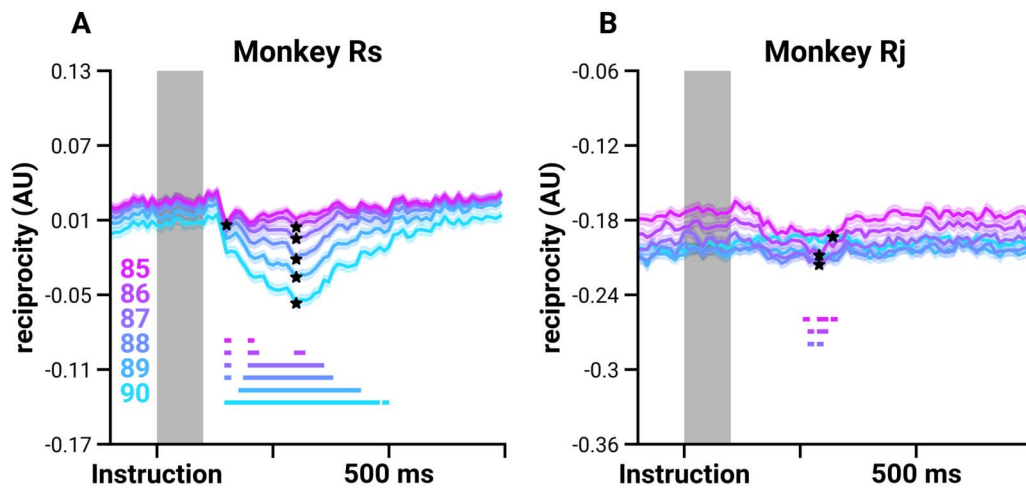 A
Monkey Rs
reciprocity (AU)
0.13
0.07
0.01
-0.05
-0.11
-0.17
85
86
87
88
89
90
Instruction
500 ms
B
Monkey Rj
reciprocity (AU)
-0.06
-0.12
-0.18
-0.24
-0.3
-0.36
Instruction
500 ms